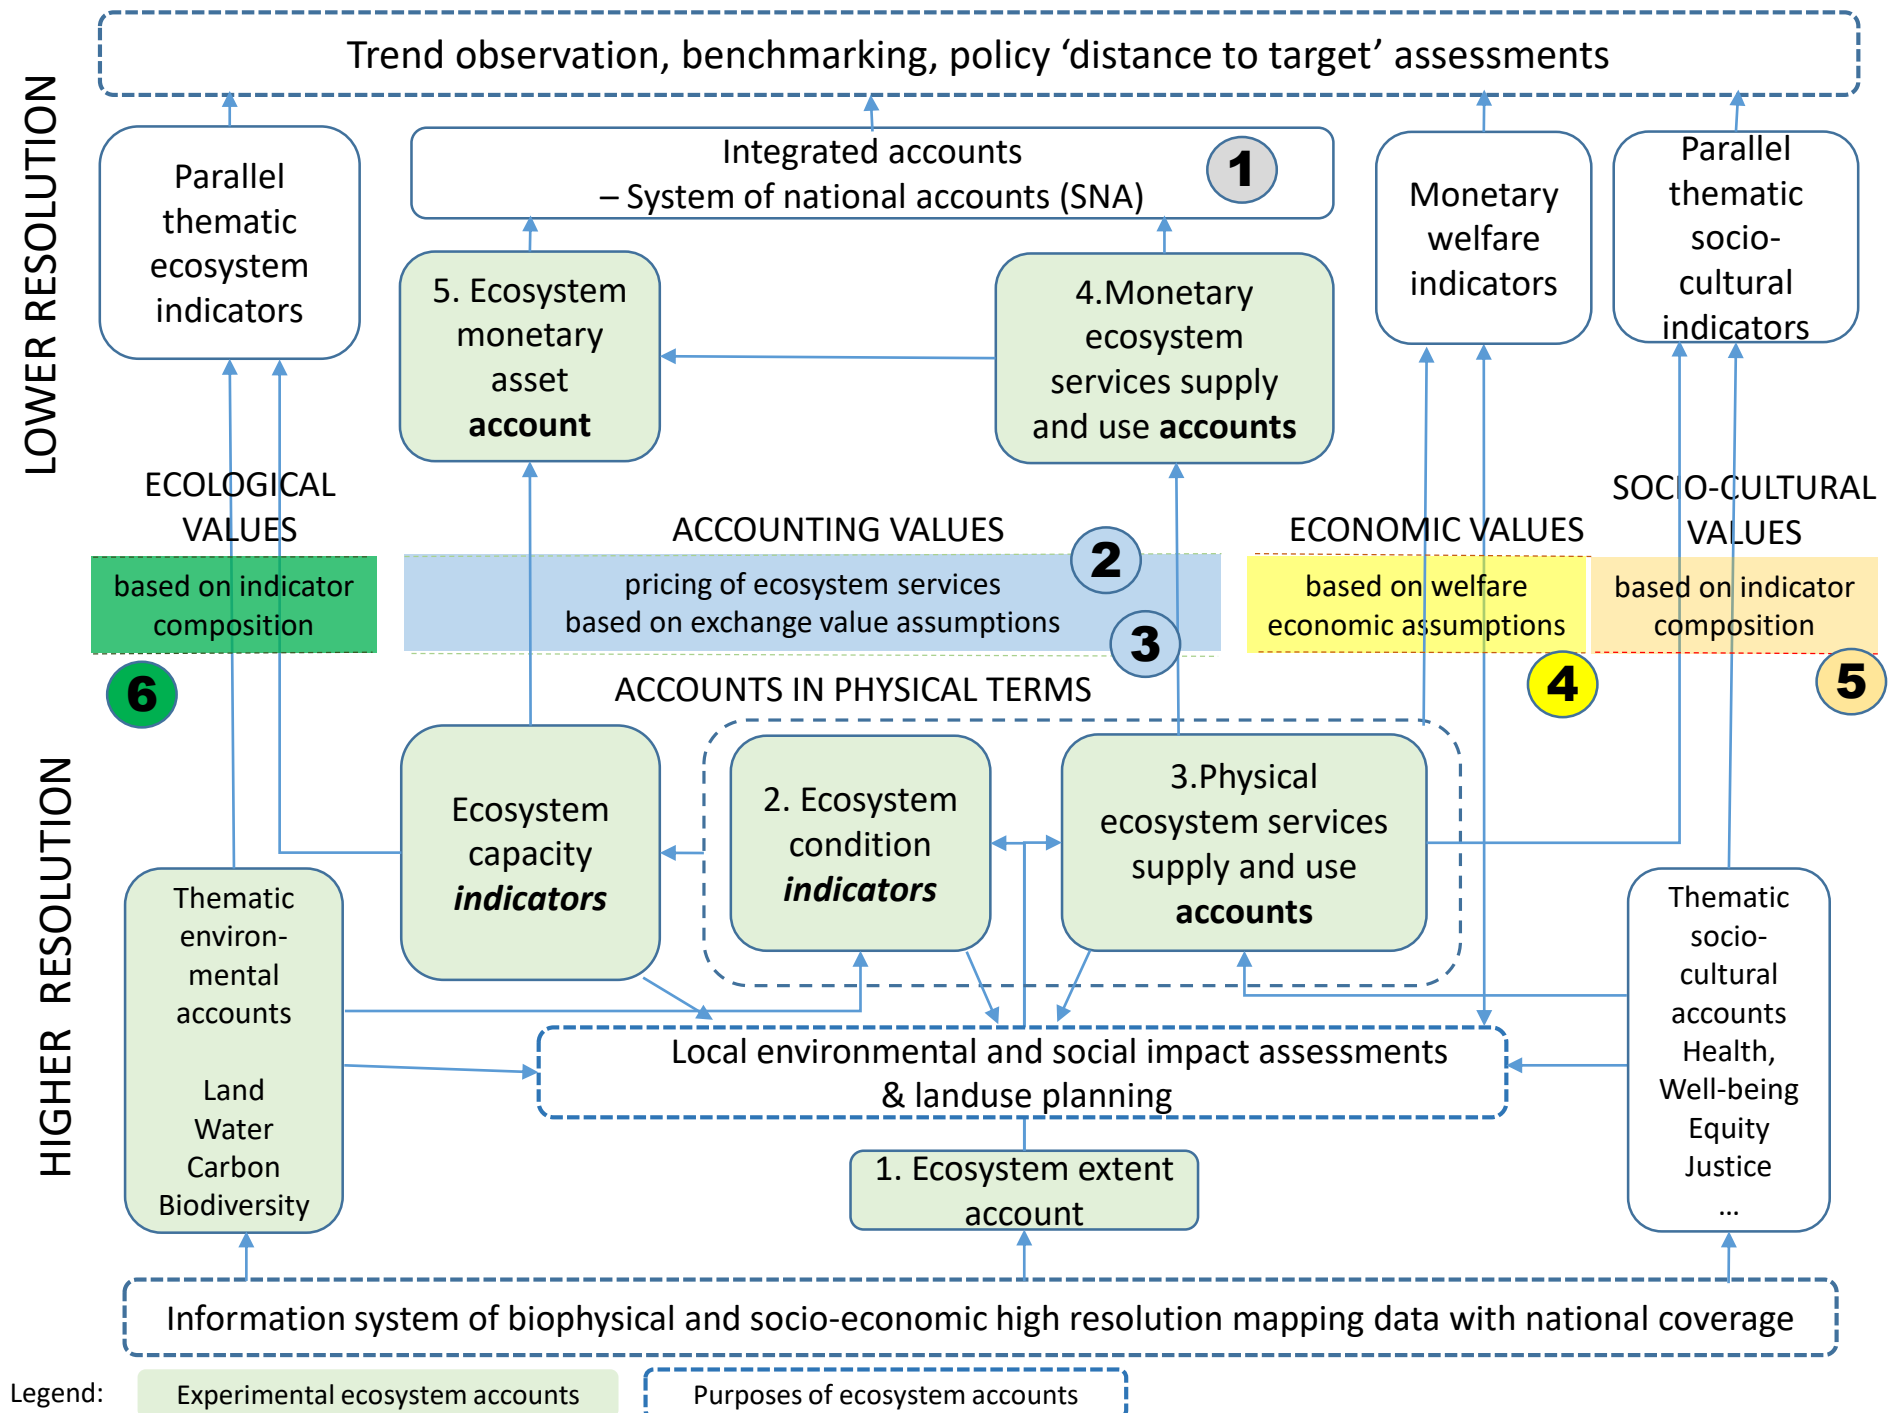 Trend observation, benchmarking, policy ‘distance to target’ assessments
LOWER RESOLUTION
Parallel
thematic
ecosystem
indicators
Integrated accounts
– System of national accounts (SNA)
1
Monetary
welfare
indicators
Parallel
thematic
socio-
cultural
indicators
5. Ecosystem
monetary
asset
account
4.Monetary
ecosystem
services supply
and use accounts
ECOLOGICAL
VALUES
based on indicator
composition
6
ACCOUNTING VALUES
2
pricing of ecosystem services
based on exchange value assumptions
3
ECONOMIC VALUES
based on welfare
economic assumptions
4
SOCIO-CULTURAL
VALUES
based on indicator
composition
5
ACCOUNTS IN PHYSICAL TERMS
HIGHER RESOLUTION
Ecosystem
capacity
indicators
2. Ecosystem
condition
indicators
3.Physical
ecosystem services
supply and use
accounts
Thematic
environ-
mental
accounts
Land
Water
Carbon
Biodiversity
Thematic
socio-
cultural
accounts
Health,
Well-being
Equity
Justice
…
Local environmental and social impact assessments
& landuse planning
1. Ecosystem extent
account
Information system of biophysical and socio-economic high resolution mapping data with national coverage
Legend:
Experimental ecosystem accounts
Purposes of ecosystem accounts